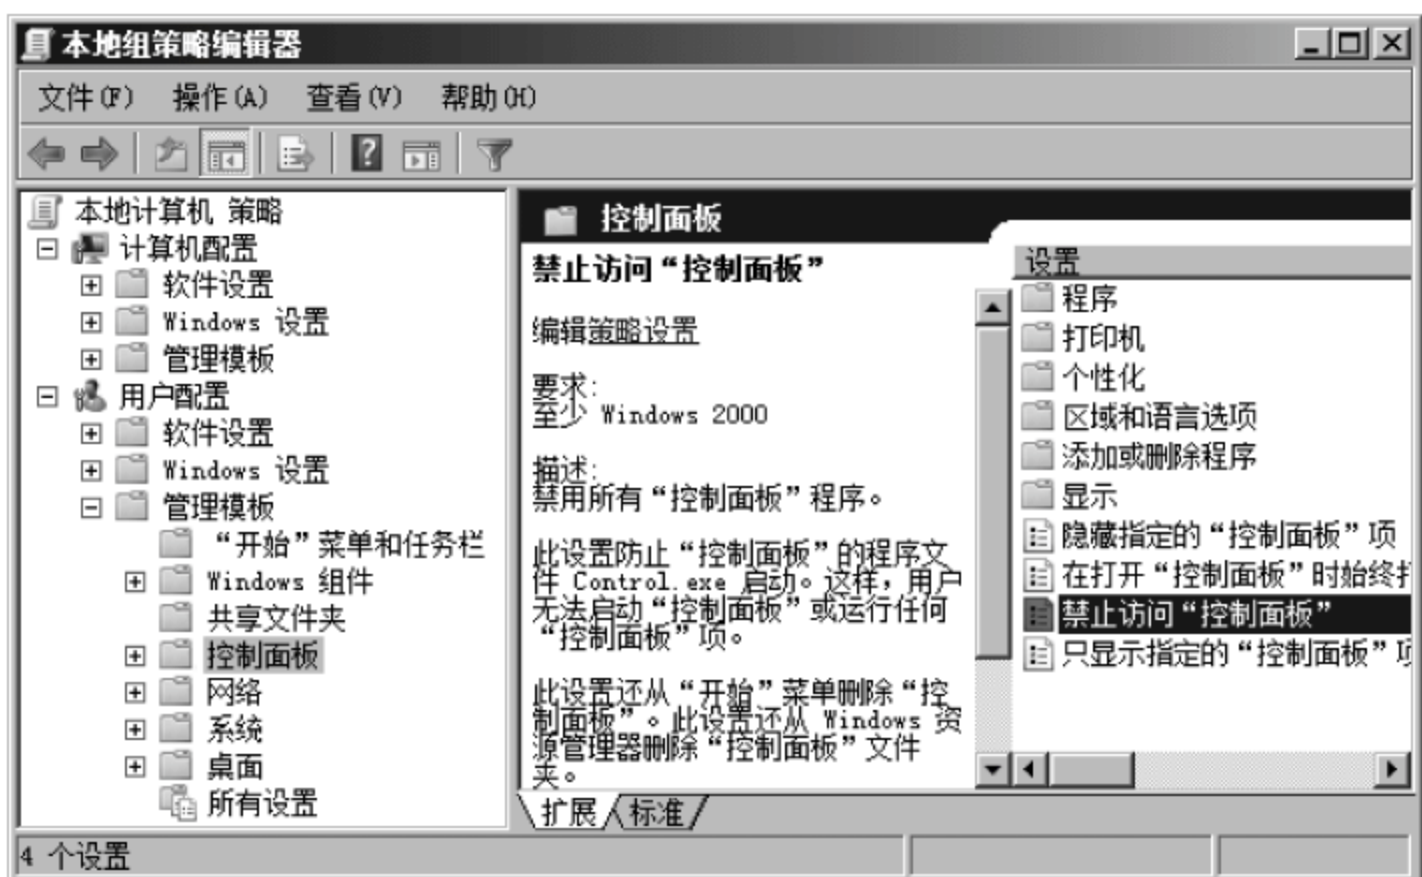 本地组策略编辑器
文件(F) 操作(A) 查看(V) 帮助(H)
本地计算机 策略
计算机配置
软件设置
Windows 设置
管理模板
用户配置
软件设置
Windows 设置
管理模板
“开始”菜单和任务栏
Windows 组件
共享文件夹
控制面板
网络
系统
桌面
所有设置
控制面板
禁止访问“控制面板”
编辑策略设置
要求:
至少 Windows 2000
描述:
禁用所有“控制面板”程序。
此设置防止“控制面板”的程序文
件 Control.exe 启动。这样，用户
无法启动“控制面板”或运行任何
“控制面板”项。
此设置还从“开始”菜单删除“控
制面板”。此设置还从 Windows 资
源管理器删除“控制面板”文件
夹。
设置
程序
打印机
个性化
区域和语言选项
添加或删除程序
显示
隐藏指定的“控制面板”项
在打开“控制面板”时始终打
禁止访问“控制面板”
只显示指定的“控制面板”项
扩展 标准
4 个设置